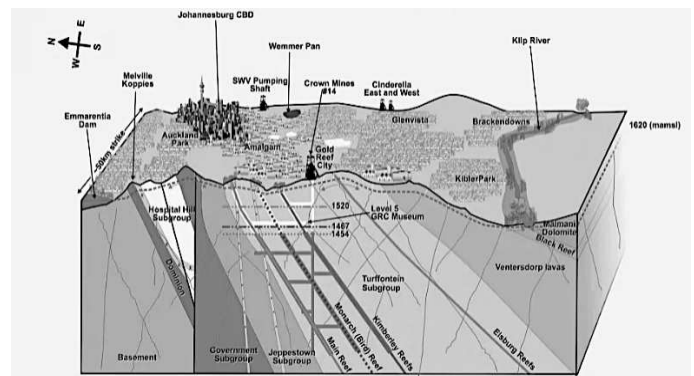 Johannesburg CBD
Wemmer Pan
Klip River
N
E
W
S
Melville
Koppies
SWV Pumping
Shaft
Crown Mines
#14
Cinderella
East and West
Emmarentia
Dam
Auckland
Park
Amalgam
Glenvista
Brackendowns
1620 (mamsl)
~50km strike
Gold
Reef
City
KiblerPark
Hospital Hill
Subgroup
Dominion
1520
1467
1454
Level 5
GRC Museum
Malmani
Dolomite
Black Reef
Ventersdorp lavas
Turffontein
Subgroup
Basement
Government
Subgroup
Jeppestown
Subgroup
Main Reef
Monarch (Bird) Reef
Kimberley Reefs
Elsburg Reefs